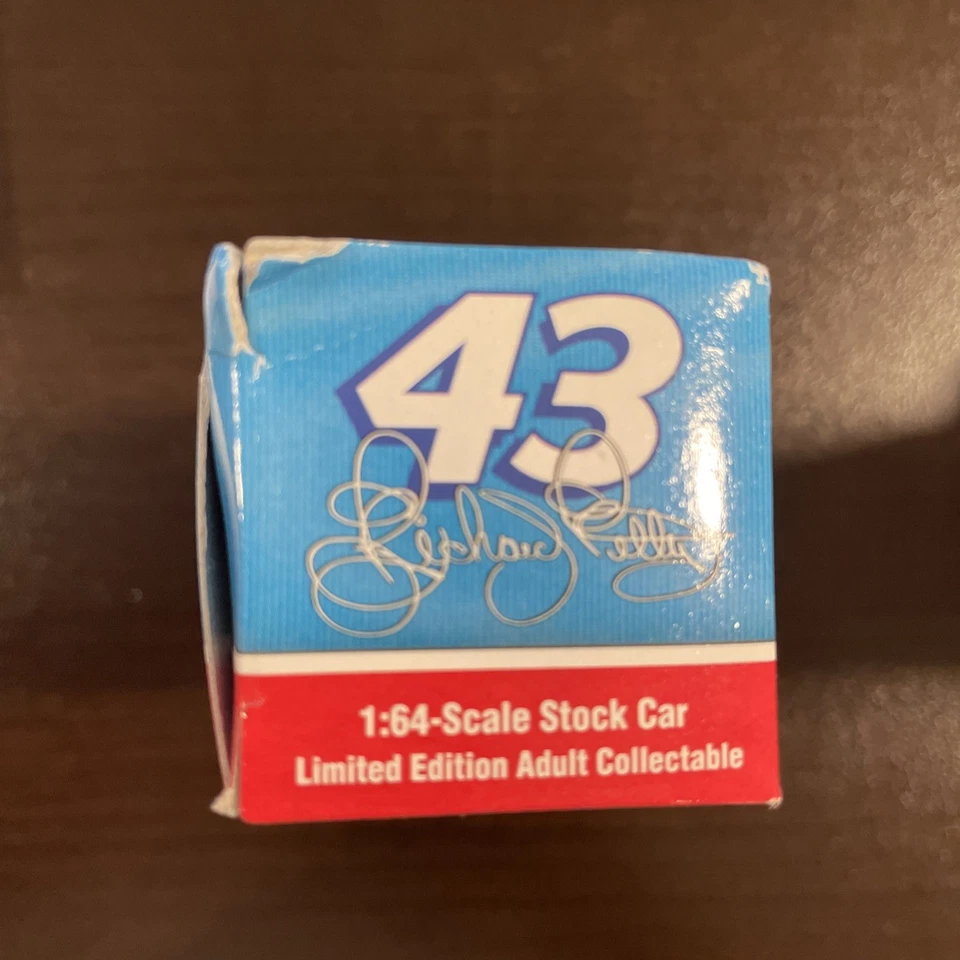 43
Richard Petty
1:64-Scale Stock Car
Limited Edition Adult Collectable